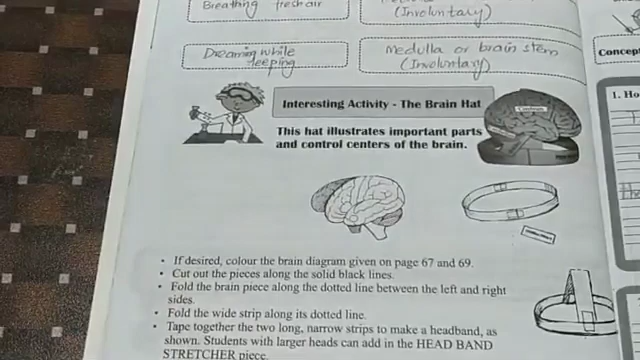 Breathing fresh air
(Involuntary)
Dreaming while
Medulla or brain stem
(Involuntary)
Concept
1. Ho
Interesting Activity - The Brain Hat
This hat illustrates important parts
and control centers of the brain.
• If desired, colour the brain diagram given on page 67 and 69.
• Cut out the pieces along the solid black lines.
• Fold the brain piece along the dotted line between the left and right
sides.
• Fold the wide strip along its dotted line.
• Tape together the two long, narrow strips to make a headband, as
shown. Students with larger heads can add in the HEAD BAND
STRETCHER piece.